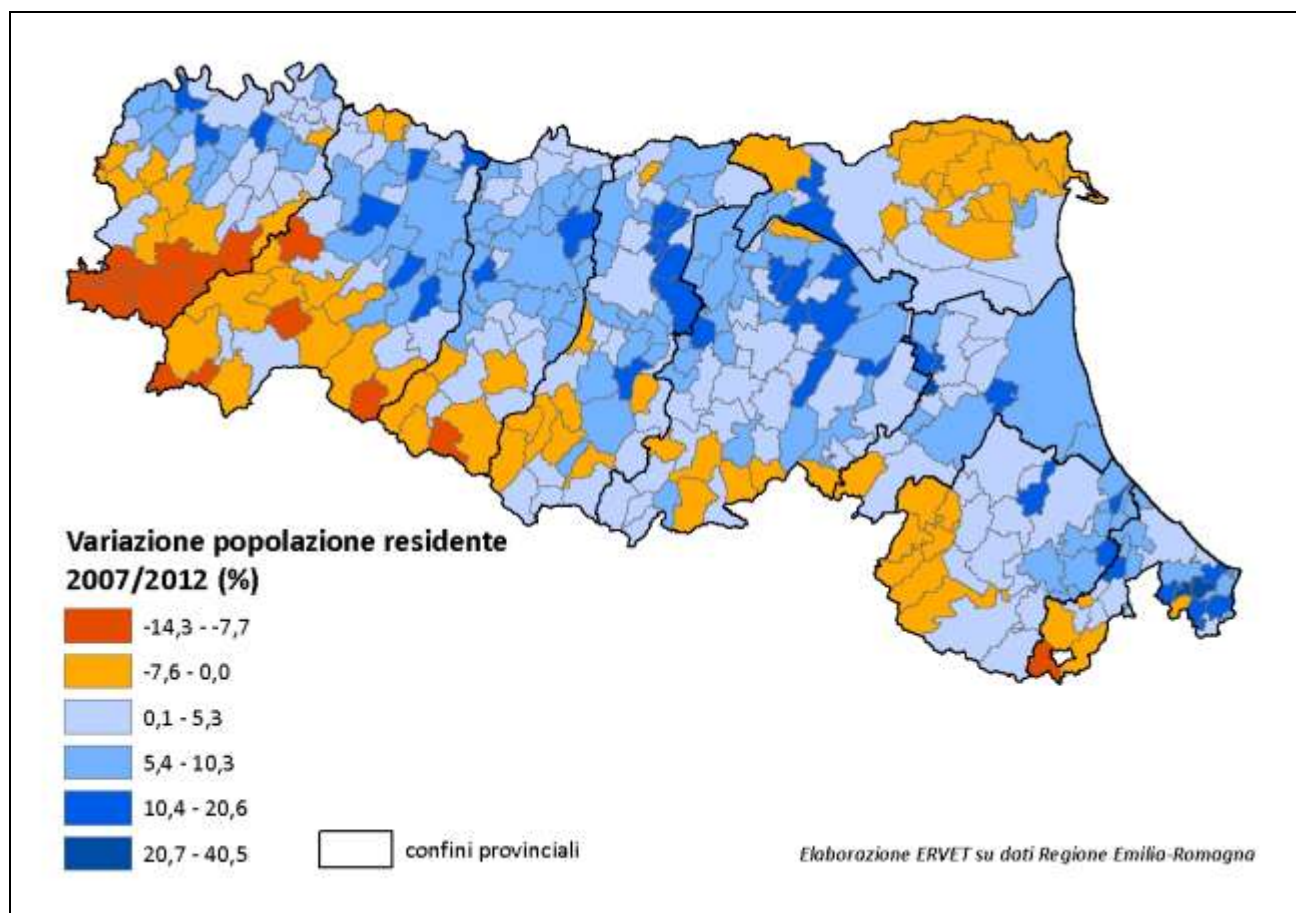 Variazione popolazione residente
2007/2012 (%)
-14,3 - -7,7
-7,6 - 0,0
0,1 - 5,3
5,4 - 10,3
10,4 - 20,6
20,7 - 40,5
confini provinciali
Elaborazione ERVET su dati Regione Emilia-Romagna